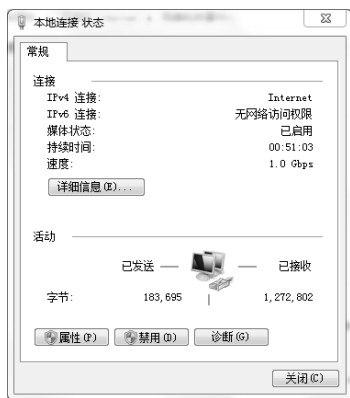 本地连接 状态
常规
连接
IPv4 连接: Internet
IPv6 连接: 无网络访问权限
媒体状态: 已启用
持续时间: 00:51:03
速度: 1.0 Gbps
详细信息(E)...
活动
已发送 — — 已接收
字节: 183,695 | 1,272,802
属性(P) 禁用(D) 诊断(G)
关闭(C)